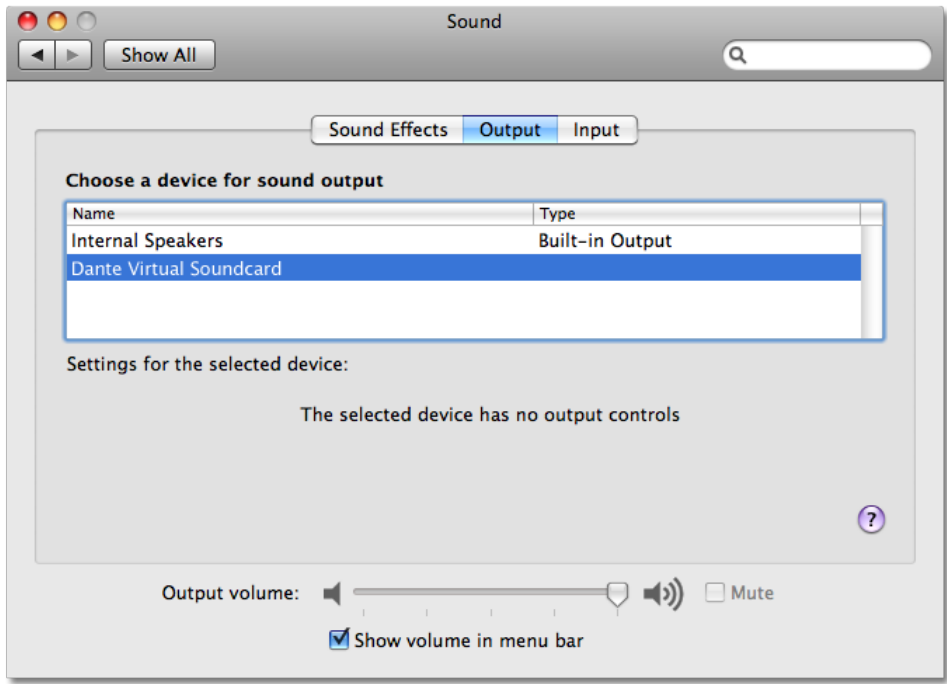 Sound
Show All
Sound Effects Output Input
Choose a device for sound output
Name Type
Internal Speakers Built-in Output
Dante Virtual Soundcard
Settings for the selected device:
The selected device has no output controls
?
Output volume: Mute
Show volume in menu bar